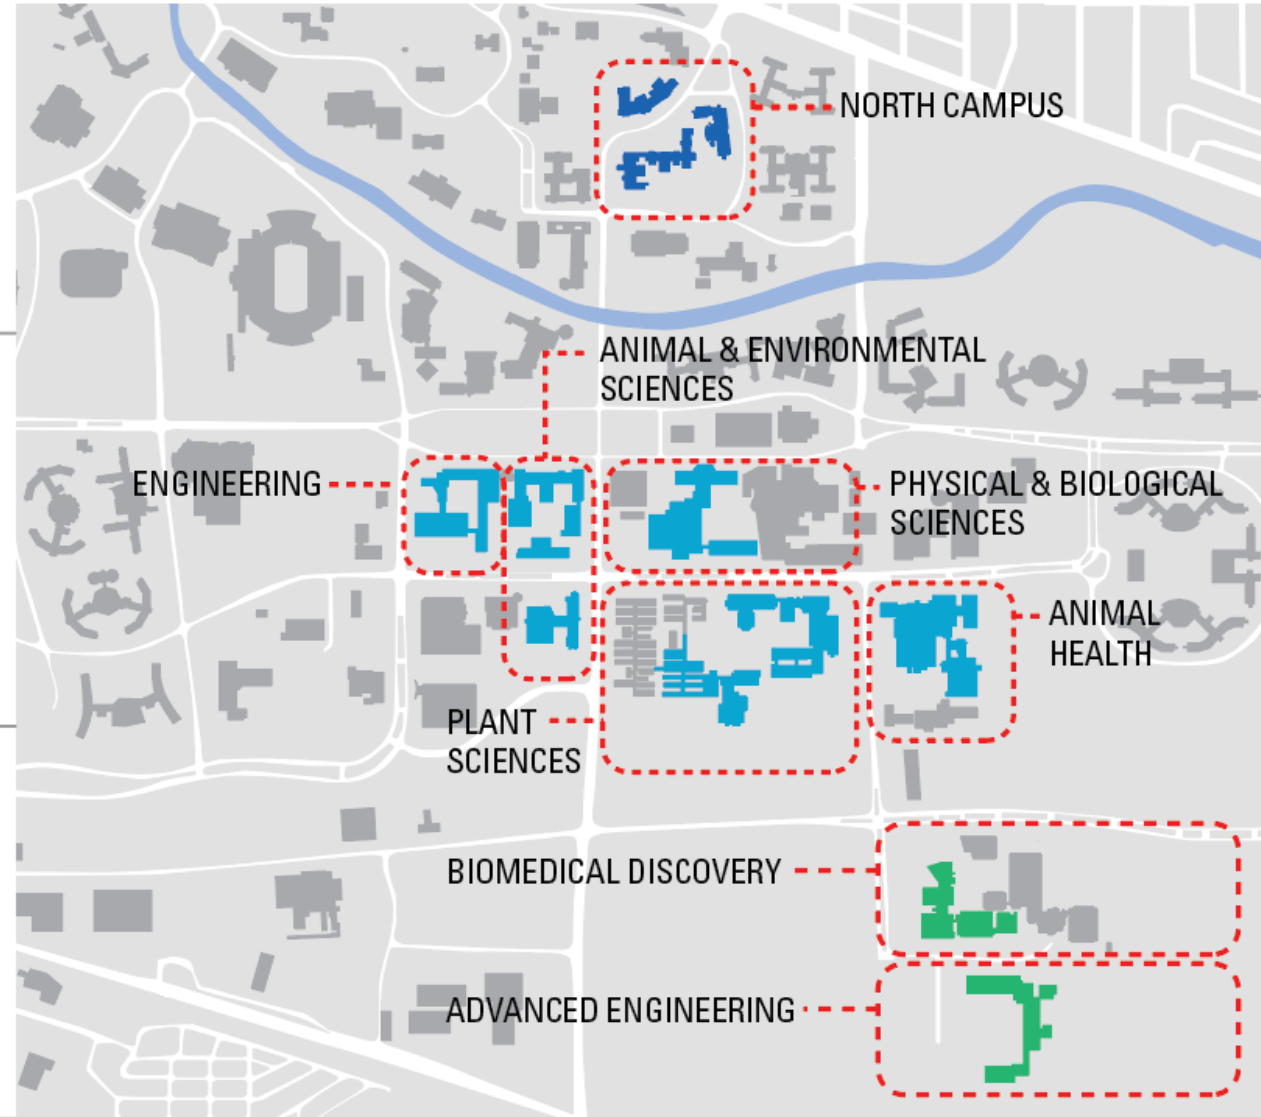 NORTH CAMPUS
ANIMAL & ENVIRONMENTAL
SCIENCES
ENGINEERING
PHYSICAL & BIOLOGICAL
SCIENCES
ANIMAL
HEALTH
PLANT
SCIENCES
BIOMEDICAL DISCOVERY
ADVANCED ENGINEERING